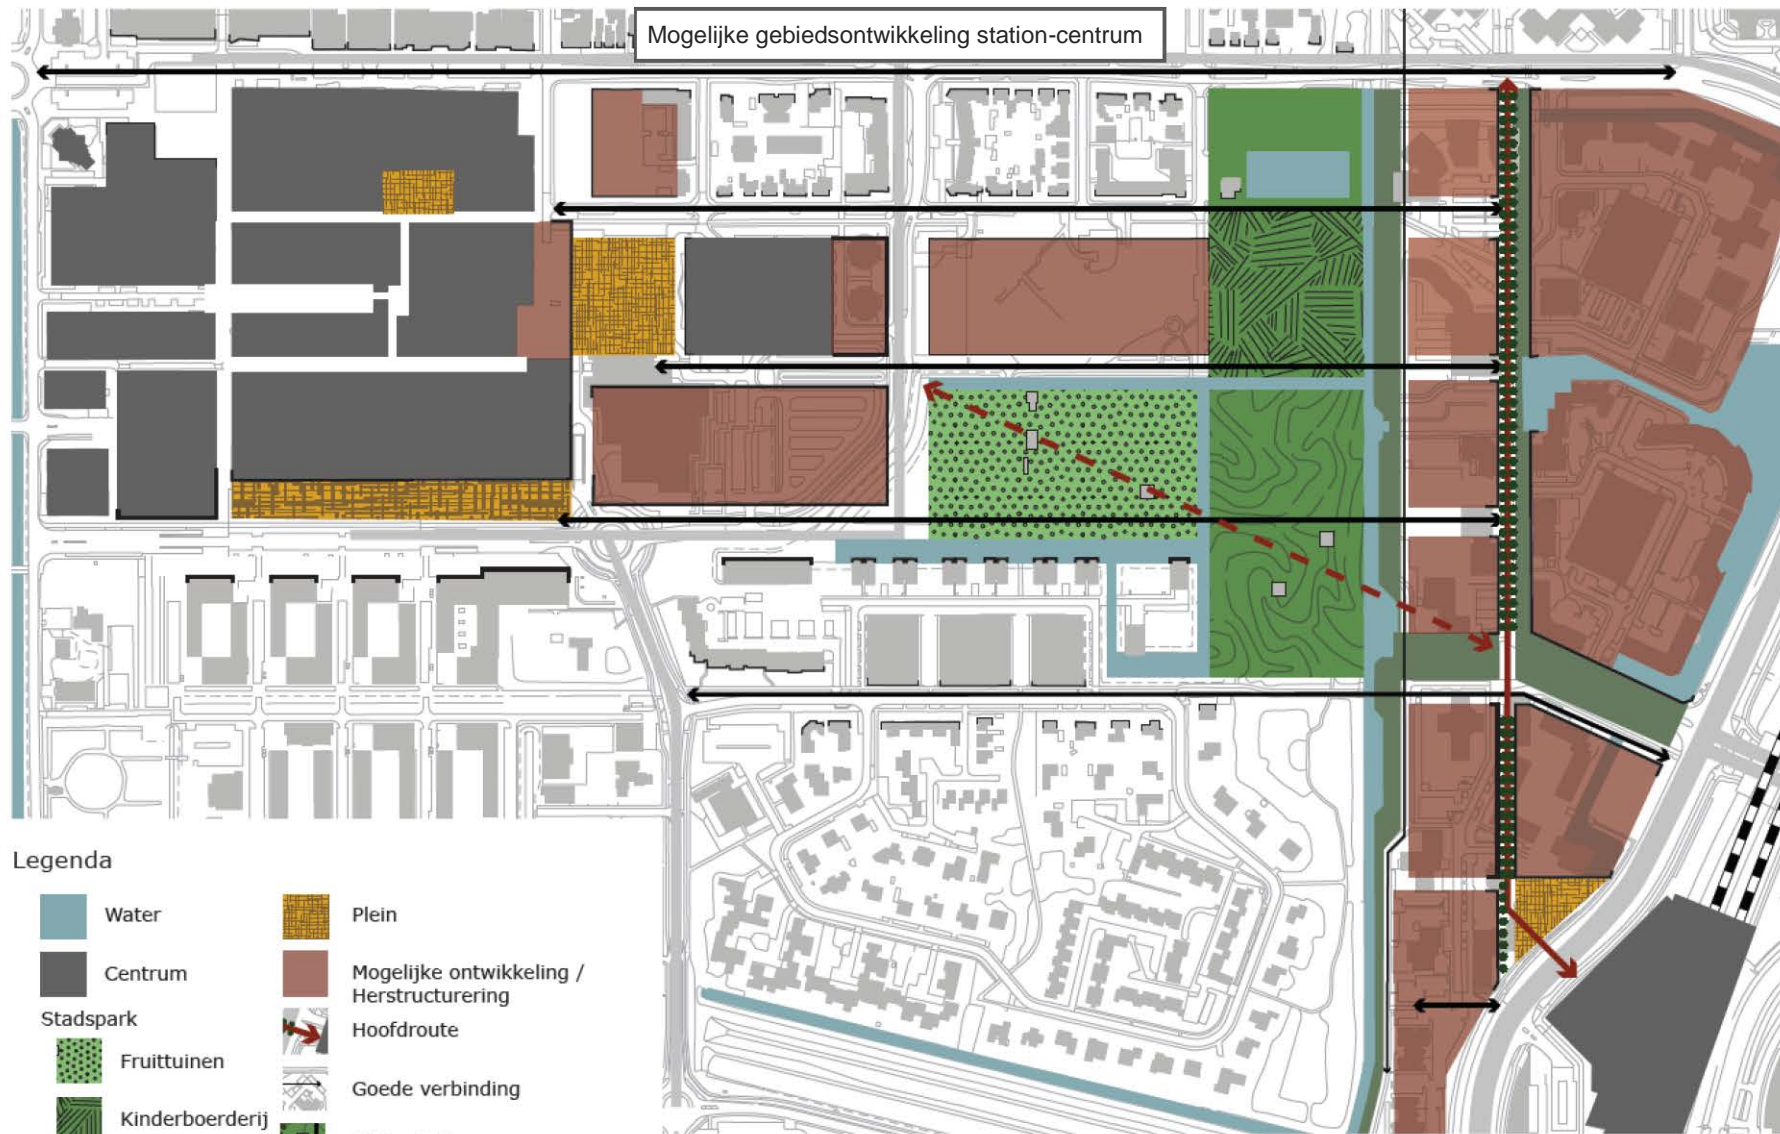 Mogelijke gebiedsontwikkeling station-centrum
Legenda
Water
Centrum
Stadspark
Fruittuinen
Kinderboerderij
Plein
Mogelijke ontwikkeling /
Herstructurering
Hoofdroute
Goede verbinding